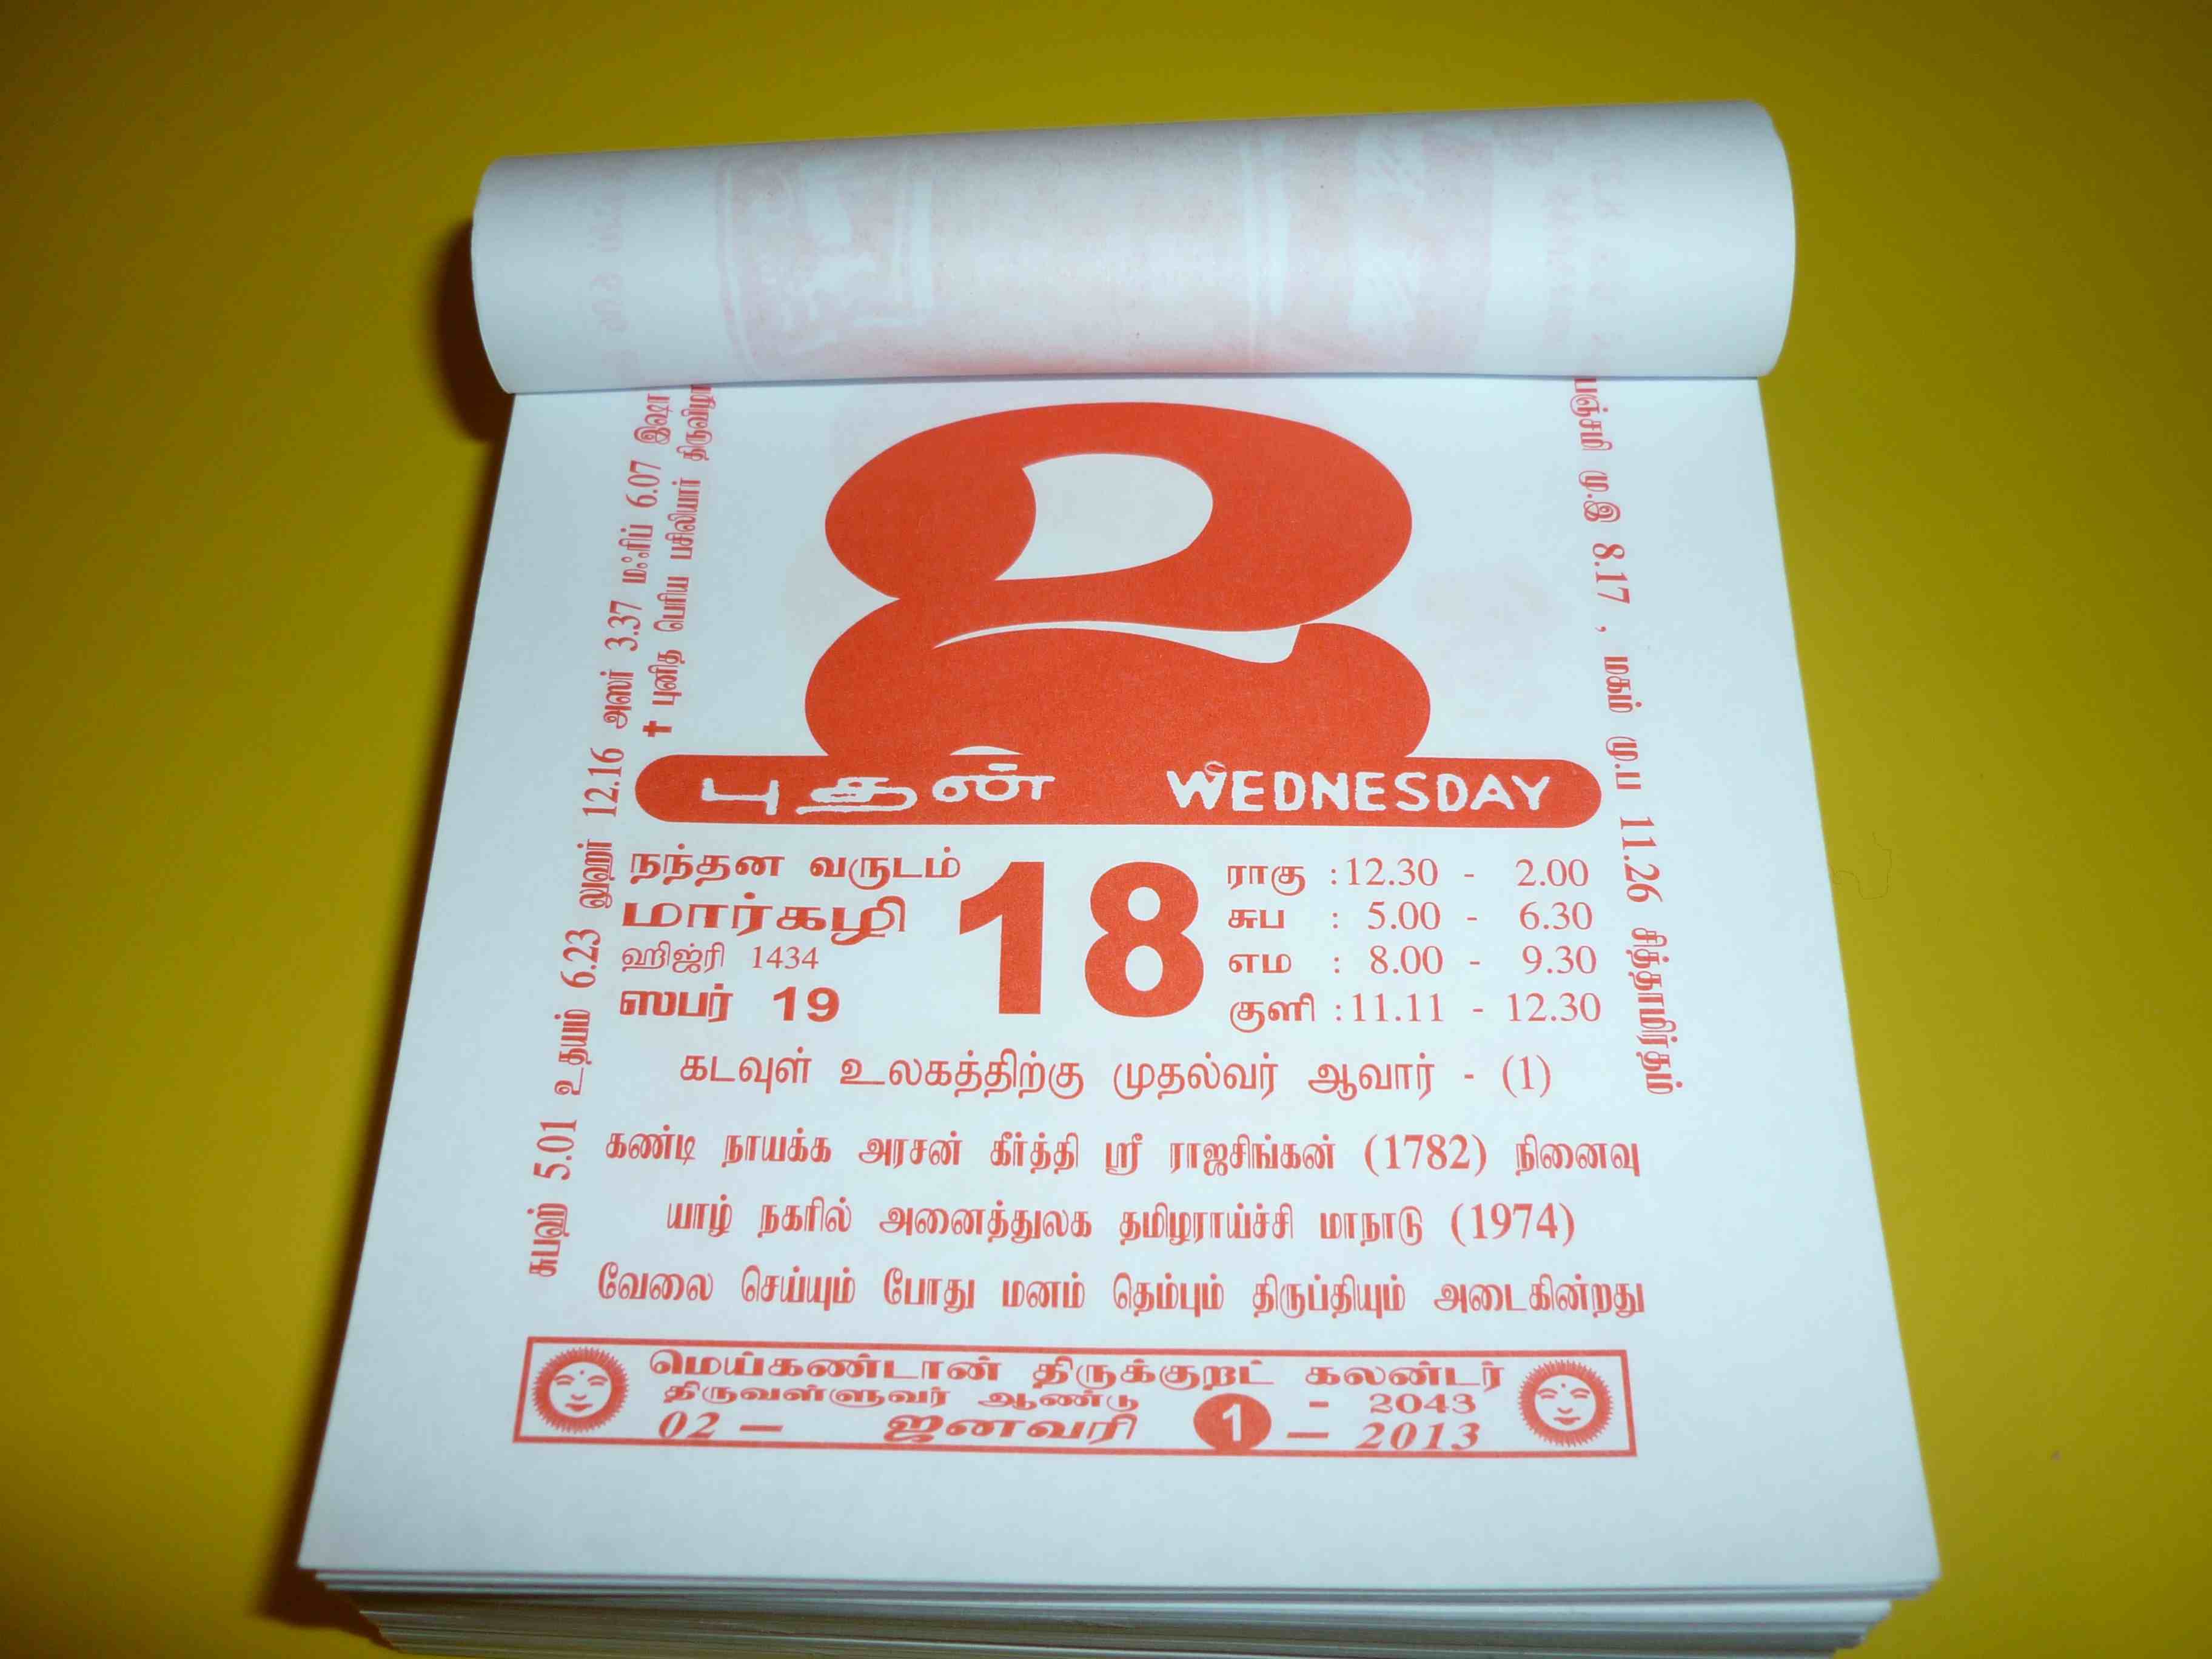 2
புதன் WEDNESDAY
நந்தன வருடம்
மார்கழி
ஹிஜ்ரி 1434
ஸபர் 19
18
ராகு : 12.30 - 2.00
சுப : 5.00 - 6.30
எம : 8.00 - 9.30
குளி : 11.11 - 12.30
கடவுள் உலகத்திற்கு முதல்வர் ஆவார் - (1)
கண்டி நாயக்க அரசன் கீர்த்தி ஸ்ரீ ராஜசிங்கன் (1782) நினைவு
யாழ் நகரில் அனைத்துலக தமிழராய்ச்சி மாநாடு (1974)
வேலை செய்யும் போது மனம் தெம்பும் திருப்தியும் அடைகின்றது
சுபஹ் 5.01 உதயம் 6.23 லுஹர் 12.16 அஸர் 3.37 மஃரிப் 6.07 இஷா
✝ புனித பெரிய பசிலியார் திருவிழா
பஞ்சமி மு.இ 8.17 , மகம் மு.ப 11.26 சித்தாமிர்தம்
மெய்கண்டான் திருக்குறட் கலண்டர்
திருவள்ளுவர் ஆண்டு - 2043
02 - ஜனவரி 1 - 2013